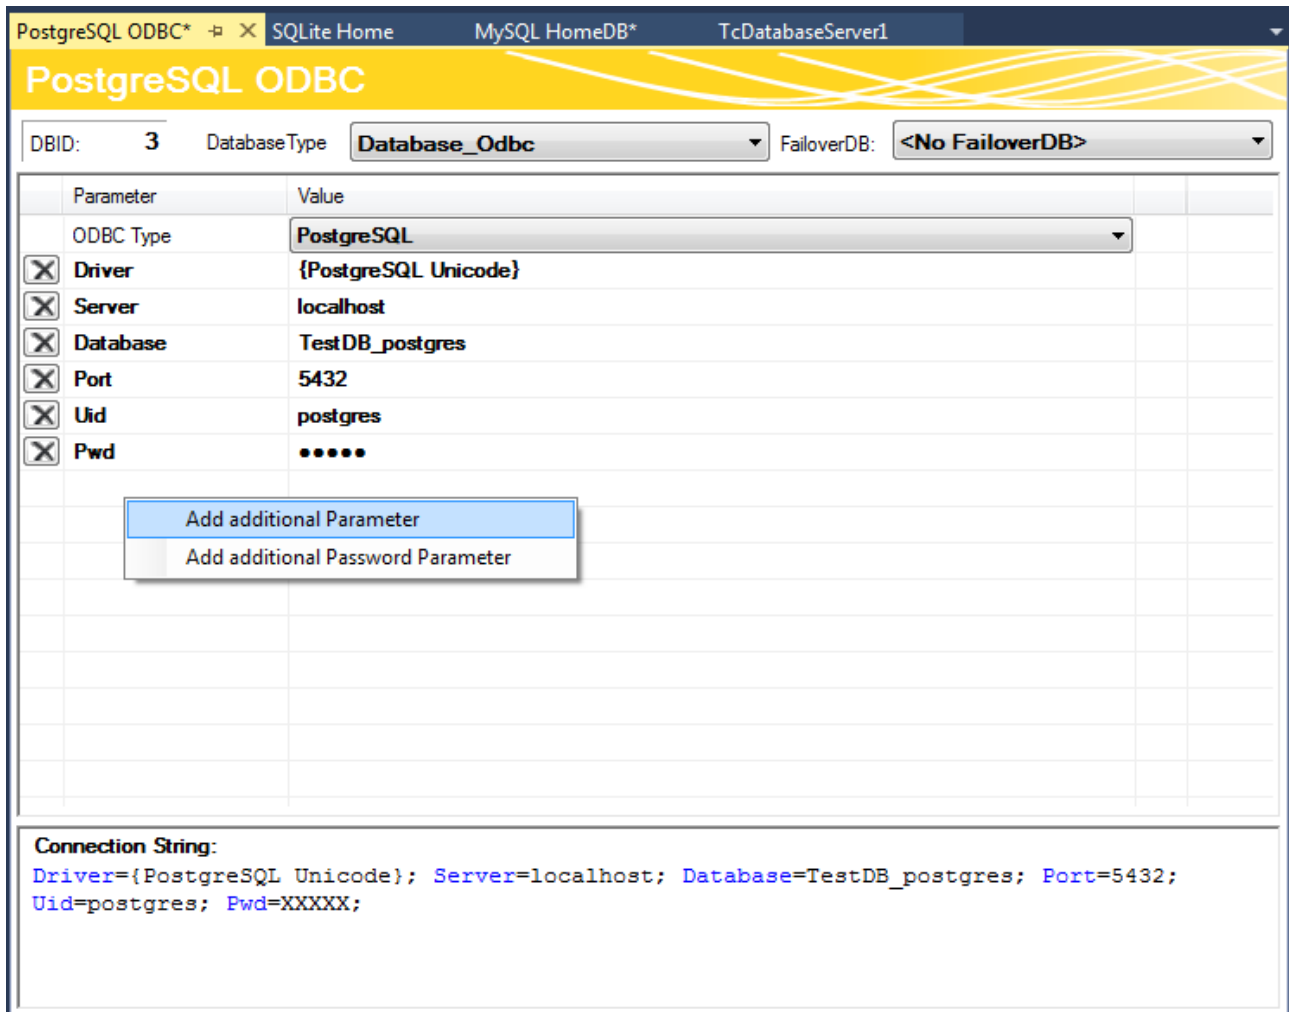 PostgreSQL ODBC* SQLite Home MySQL HomeDB* TcDatabaseServer1
PostgreSQL ODBC
DBID: 3 DatabaseType Database_Odbc FailoverDB: <No FailoverDB>
Parameter Value
ODBC Type PostgreSQL
Driver {PostgreSQL Unicode}
Server localhost
Database TestDB_postgres
Port 5432
Uid postgres
Pwd ●●●●●
Add additional Parameter
Add additional Password Parameter
Connection String:
Driver={PostgreSQL Unicode}; Server=localhost; Database=TestDB_postgres; Port=5432;
Uid=postgres; Pwd=XXXXX;